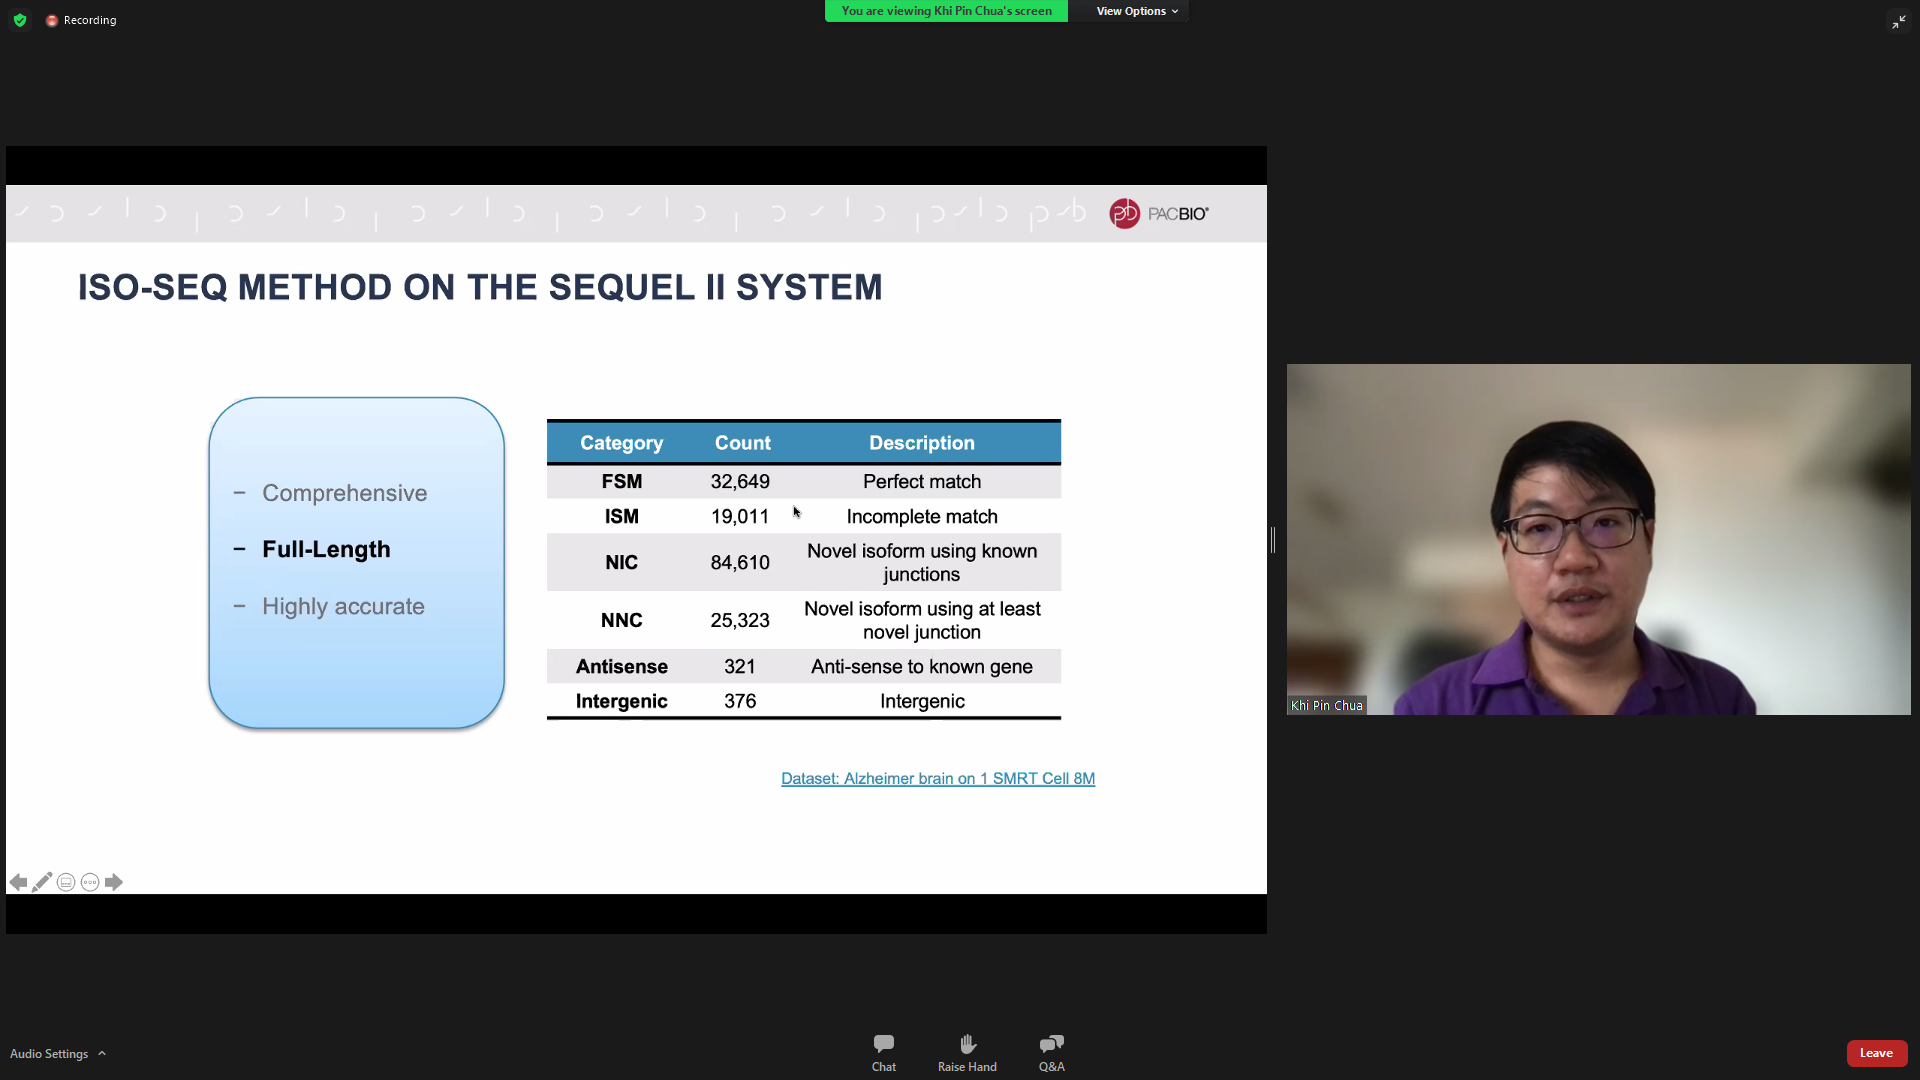 Recording
You are viewing Khi Pin Chua's screen
View Options
PACBIO®
ISO-SEQ METHOD ON THE SEQUEL II SYSTEM
– Comprehensive
– Full-Length
– Highly accurate
Category Count Description
FSM 32,649 Perfect match
ISM 19,011 Incomplete match
NIC 84,610 Novel isoform using known
junctions
NNC 25,323 Novel isoform using at least
novel junction
Antisense 321 Anti-sense to known gene
Intergenic 376 Intergenic
Dataset: Alzheimer brain on 1 SMRT Cell 8M
Khi Pin Chua
Audio Settings
Chat
Raise Hand
Q&A
Leave